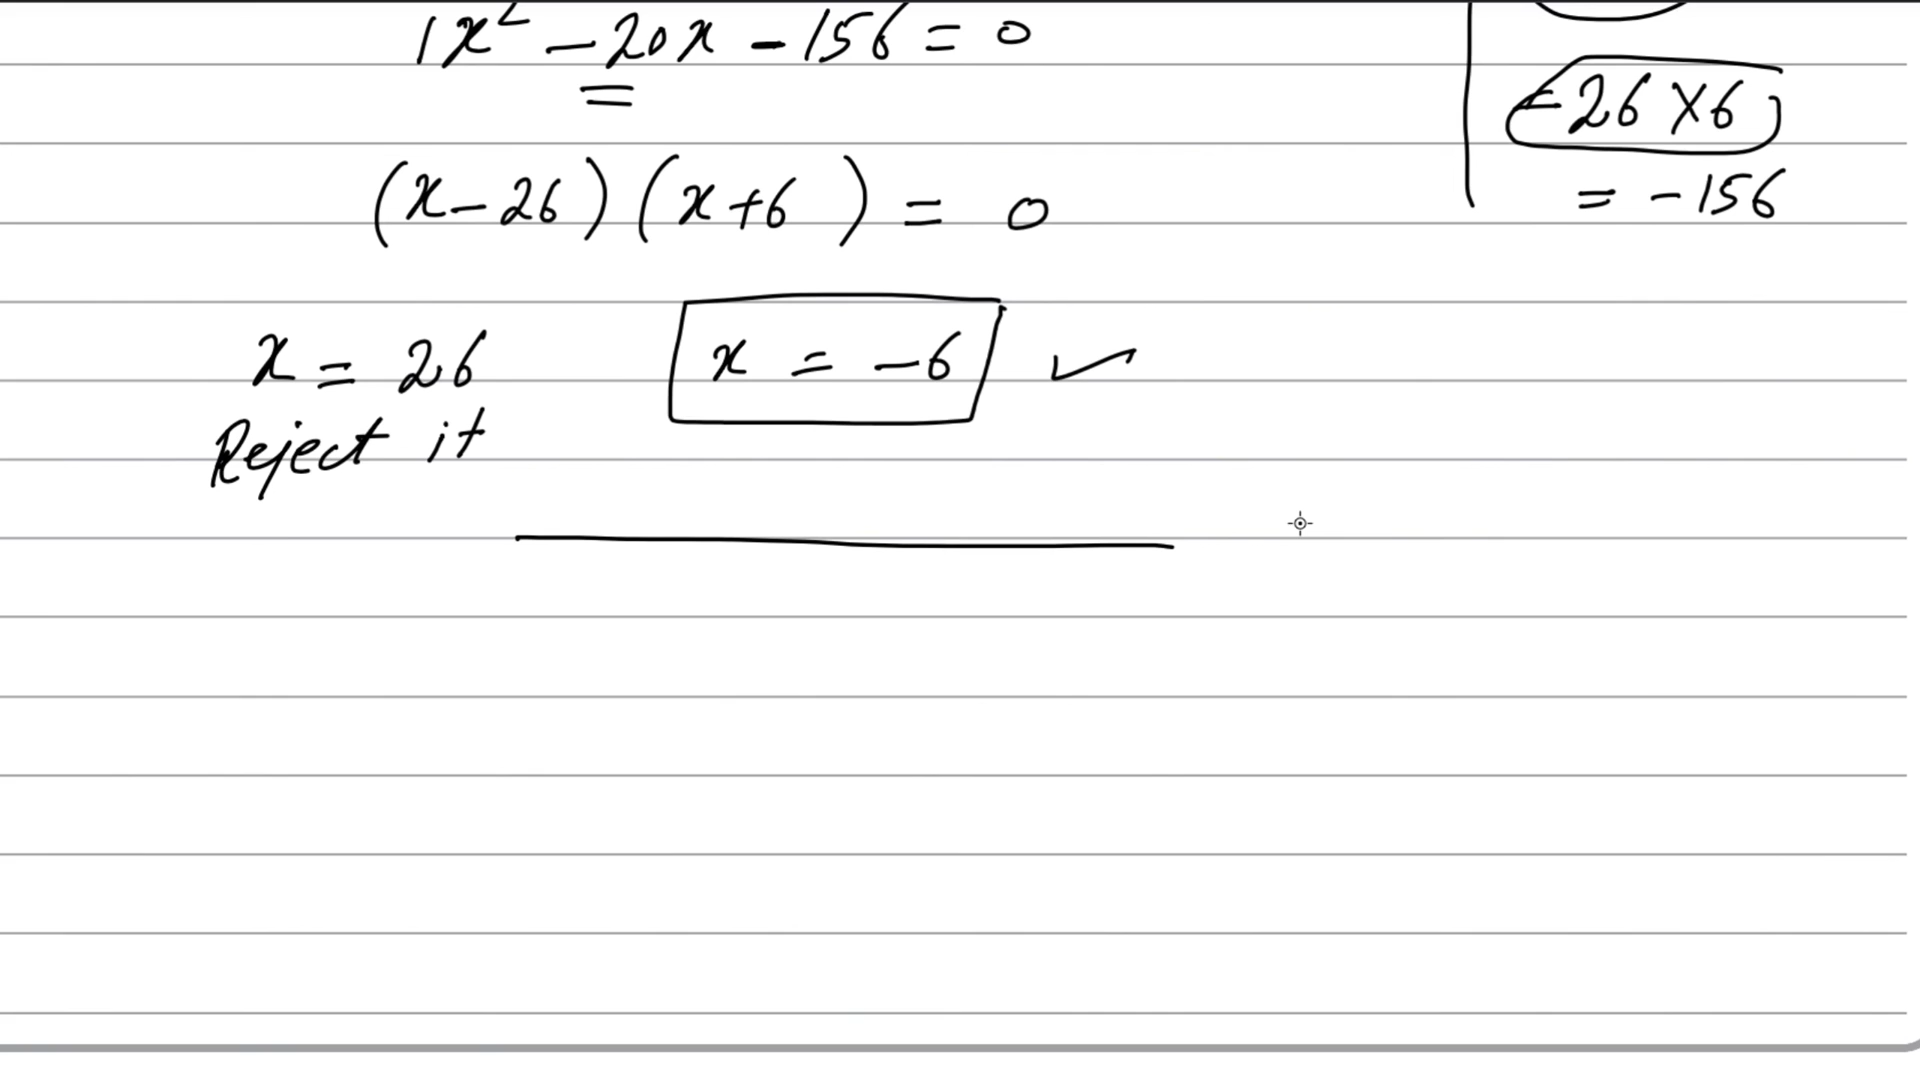 1x² - 20x - 156 = 0
(x - 26) (x + 6) = 0
x = 26
Reject it
x = -6 ✓
-26 × 6
= -156